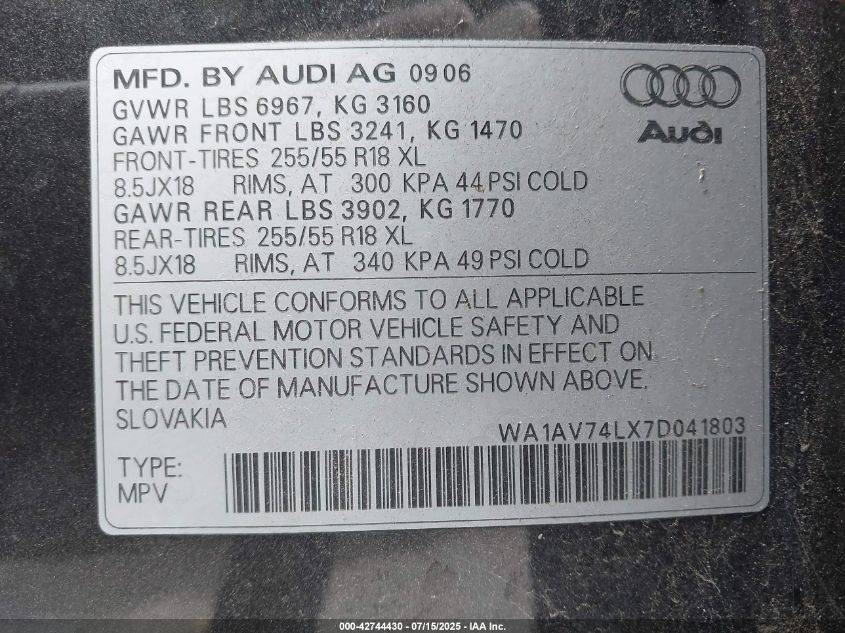 MFD. BY AUDI AG 09 06
GVWR LBS 6967, KG 3160
GAWR FRONT LBS 3241, KG 1470
FRONT-TIRES 255/55 R18 XL
8.5JX18 RIMS, AT 300 KPA 44 PSI COLD
GAWR REAR LBS 3902, KG 1770
REAR-TIRES 255/55 R18 XL
8.5JX18 RIMS, AT 340 KPA 49 PSI COLD
Audi
THIS VEHICLE CONFORMS TO ALL APPLICABLE
U.S. FEDERAL MOTOR VEHICLE SAFETY AND
THEFT PREVENTION STANDARDS IN EFFECT ON
THE DATE OF MANUFACTURE SHOWN ABOVE.
SLOVAKIA
WA1AV74LX7D041803
TYPE:
MPV
000-42744430 - 07/15/2025 - IAA Inc.